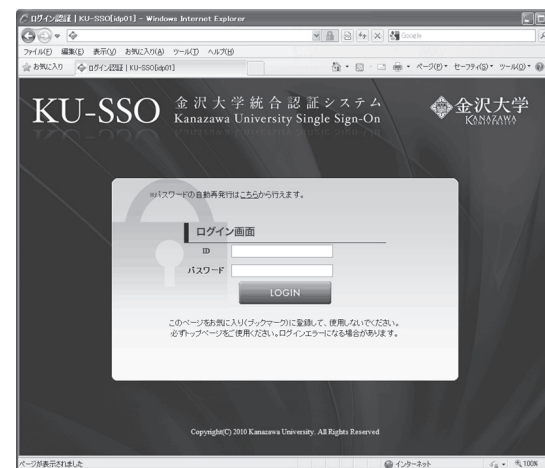 ログイン認証 | KU-SSO[idp01] - Windows Internet Explorer
Google
ファイル(F) 編集(E) 表示(V) お気に入り(A) ツール(T) ヘルプ(H)
お気に入り ログイン認証 | KU-SSO[idp01] ページ(P) セーフティ(S) ツール(O)
KU-SSO
金沢大学統合認証システム
Kanazawa University Single Sign-On
金沢大学
KANAZAWA
UNIVERSITY
※パスワードの自動再発行はこちらから行えます。
ログイン画面
ID
パスワード
LOGIN
このページをお気に入り(ブックマーク)に登録して、使用しないでください。
必ずトップページをご使用ください。ログインエラーになる場合があります。
Copyright(C) 2010 Kanazawa University. All Rights Reserved
ページが表示されました インターネット 100%